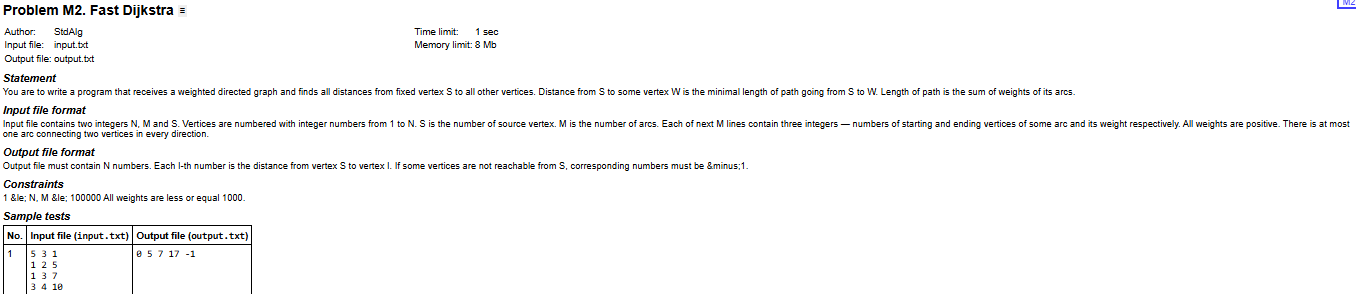 M2
Problem M2. Fast Dijkstra ≡
Author: StdAlg Time limit: 1 sec
Input file: input.txt Memory limit: 8 Mb
Output file: output.txt
Statement
You are to write a program that receives a weighted directed graph and finds all distances from fixed vertex S to all other vertices. Distance from S to some vertex W is the minimal length of path going from S to W. Length of path is the sum of weights of its arcs.
Input file format
Input file contains two integers N, M and S. Vertices are numbered with integer numbers from 1 to N. S is the number of source vertex. M is the number of arcs. Each of next M lines contain three integers — numbers of starting and ending vertices of some arc and its weight respectively. All weights are positive. There is at most
one arc connecting two vertices in every direction.
Output file format
Output file must contain N numbers. Each I-th number is the distance from vertex S to vertex I. If some vertices are not reachable from S, corresponding numbers must be &minus;1.
Constraints
1 &le; N, M &le; 100000 All weights are less or equal 1000.
Sample tests
No. Input file (input.txt) Output file (output.txt)
1 5 3 1 0 5 7 17 -1
1 2 5
1 3 7
3 4 10